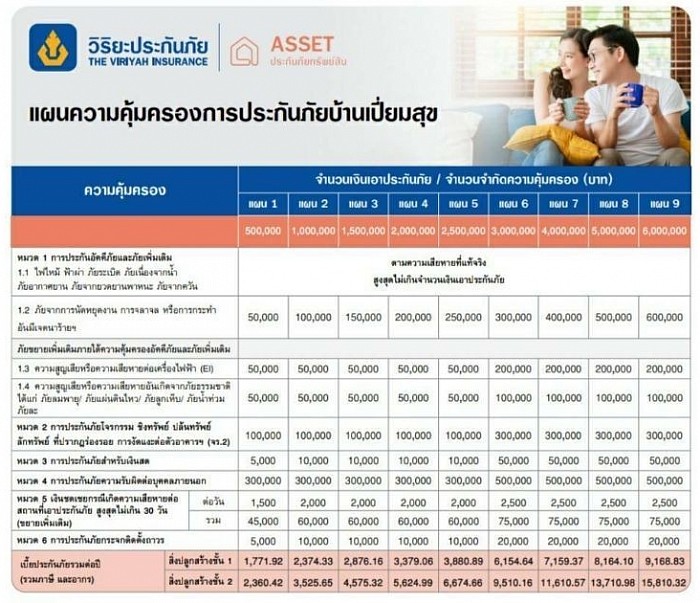 วิริยะประกันภัย
THE VIRIYAH INSURANCE
ASSET
ประกันภัยทรัพย์สิน
แผนความคุ้มครองการประกันภัยบ้านเปี่ยมสุข
ความคุ้มครอง
จำนวนเงินเอาประกันภัย / จำนวนจำกัดความคุ้มครอง (บาท)
แผน 1 แผน 2 แผน 3 แผน 4 แผน 5 แผน 6 แผน 7 แผน 8 แผน 9
500,000 1,000,000 1,500,000 2,000,000 2,500,000 3,000,000 4,000,000 5,000,000 6,000,000
หมวด 1 การประกันอัคคีภัยและภัยเพิ่มเติม
1.1 ไฟไหม้ ฟ้าผ่า ภัยระเบิด ภัยเนื่องจากน้ำ
ภัยอากาศยาน ภัยจากยวดยานพาหนะ ภัยจากควัน
ตามความเสียหายที่แท้จริง
สูงสุดไม่เกินจำนวนเงินเอาประกันภัย
1.2 ภัยจากการนัดหยุดงาน การจลาจล หรือการกระทำ
อันมีเจตนาร้ายฯ
50,000 100,000 150,000 200,000 250,000 300,000 400,000 500,000 600,000
ภัยขยายเพิ่มเติมภายใต้ความคุ้มครองอัคคีภัยและภัยเพิ่มเติม
1.3 ความสูญเสียหรือความเสียหายต่อเครื่องไฟฟ้า (EI) 50,000 50,000 50,000 50,000 50,000 200,000 200,000 200,000 200,000
1.4 ความสูญเสียหรือความเสียหายอันเกิดจากภัยธรรมชาติ
ได้แก่ ภัยลมพายุ/ ภัยแผ่นดินไหว/ ภัยลูกเห็บ/ ภัยน้ำท่วม
ภัยละ
50,000 50,000 50,000 50,000 50,000 100,000 100,000 100,000 100,000
หมวด 2 การประกันภัยโจรกรรม ชิงทรัพย์ ปล้นทรัพย์
ลักทรัพย์ ที่ปรากฏร่องรอย การงัดแงะต่อตัวอาคารฯ (จร.2)
100,000 100,000 100,000 100,000 100,000 300,000 300,000 300,000 300,000
หมวด 3 การประกันภัยสำหรับเงินสด 5,000 10,000 10,000 10,000 10,000 50,000 50,000 50,000 50,000
หมวด 4 การประกันภัยความรับผิดต่อบุคคลภายนอก 300,000 300,000 300,000 300,000 300,000 500,000 500,000 500,000 500,000
หมวด 5 เงินชดเชยกรณีเกิดความเสียหายต่อ
สถานที่เอาประกันภัย สูงสุดไม่เกิน 30 วัน
(ขยายเพิ่มเติม)
ต่อวัน 1,500 2,000 2,000 2,000 2,000 2,500 2,500 2,500 2,500
รวม 45,000 60,000 60,000 60,000 60,000 75,000 75,000 75,000 75,000
หมวด 6 การประกันภัยกระจกติดตั้งถาวร 5,000 10,000 10,000 10,000 10,000 20,000 20,000 20,000 20,000
เบี้ยประกันภัยรวมต่อปี
(รวมภาษี และอากร)
สิ่งปลูกสร้างชั้น 1 1,771.92 2,374.33 2,876.16 3,379.06 3,880.89 6,154.64 7,159.37 8,164.10 9,168.83
สิ่งปลูกสร้างชั้น 2 2,360.42 3,525.65 4,575.32 5,624.99 6,674.66 9,510.16 11,610.57 13,710.98 15,810.32